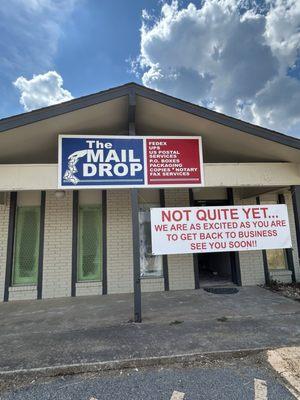 The
MAIL
DROP
FEDEX
UPS
US POSTAL
SERVICES
P.O. BOXES
PACKAGING
COPIES * NOTARY
FAX SERVICES
NOT QUITE YET...
WE ARE AS EXCITED AS YOU ARE
TO GET BACK TO BUSINESS
SEE YOU SOON!!